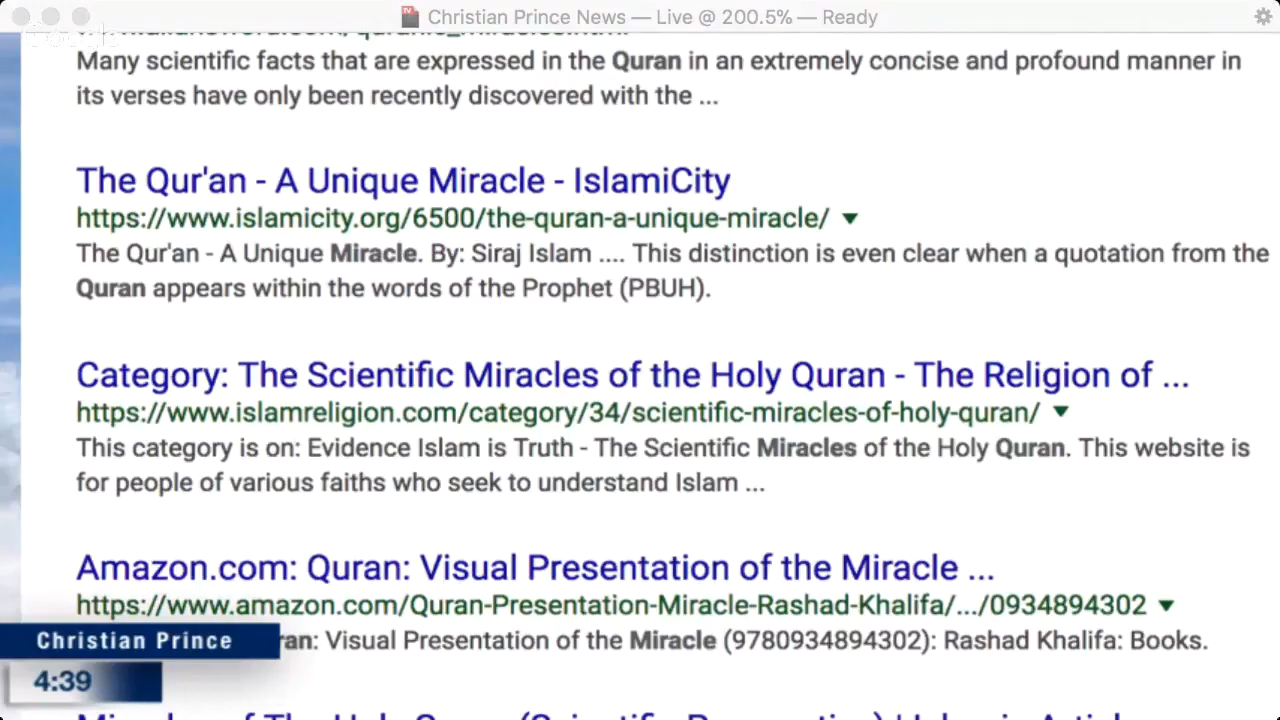 Christian Prince News — Live @ 200.5% — Ready
Google
Many scientific facts that are expressed in the Quran in an extremely concise and profound manner in
its verses have only been recently discovered with the ...
The Qur'an - A Unique Miracle - IslamiCity
https://www.islamicity.org/6500/the-quran-a-unique-miracle/
The Qur'an - A Unique Miracle. By: Siraj Islam .... This distinction is even clear when a quotation from the
Quran appears within the words of the Prophet (PBUH).
Category: The Scientific Miracles of the Holy Quran - The Religion of ...
https://www.islamreligion.com/category/34/scientific-miracles-of-holy-quran/
This category is on: Evidence Islam is Truth - The Scientific Miracles of the Holy Quran. This website is
for people of various faiths who seek to understand Islam ...
Amazon.com: Quran: Visual Presentation of the Miracle ...
https://www.amazon.com/Quran-Presentation-Miracle-Rashad-Khalifa/.../0934894302
Christian Prince
ran: Visual Presentation of the Miracle (9780934894302): Rashad Khalifa: Books.
4:39